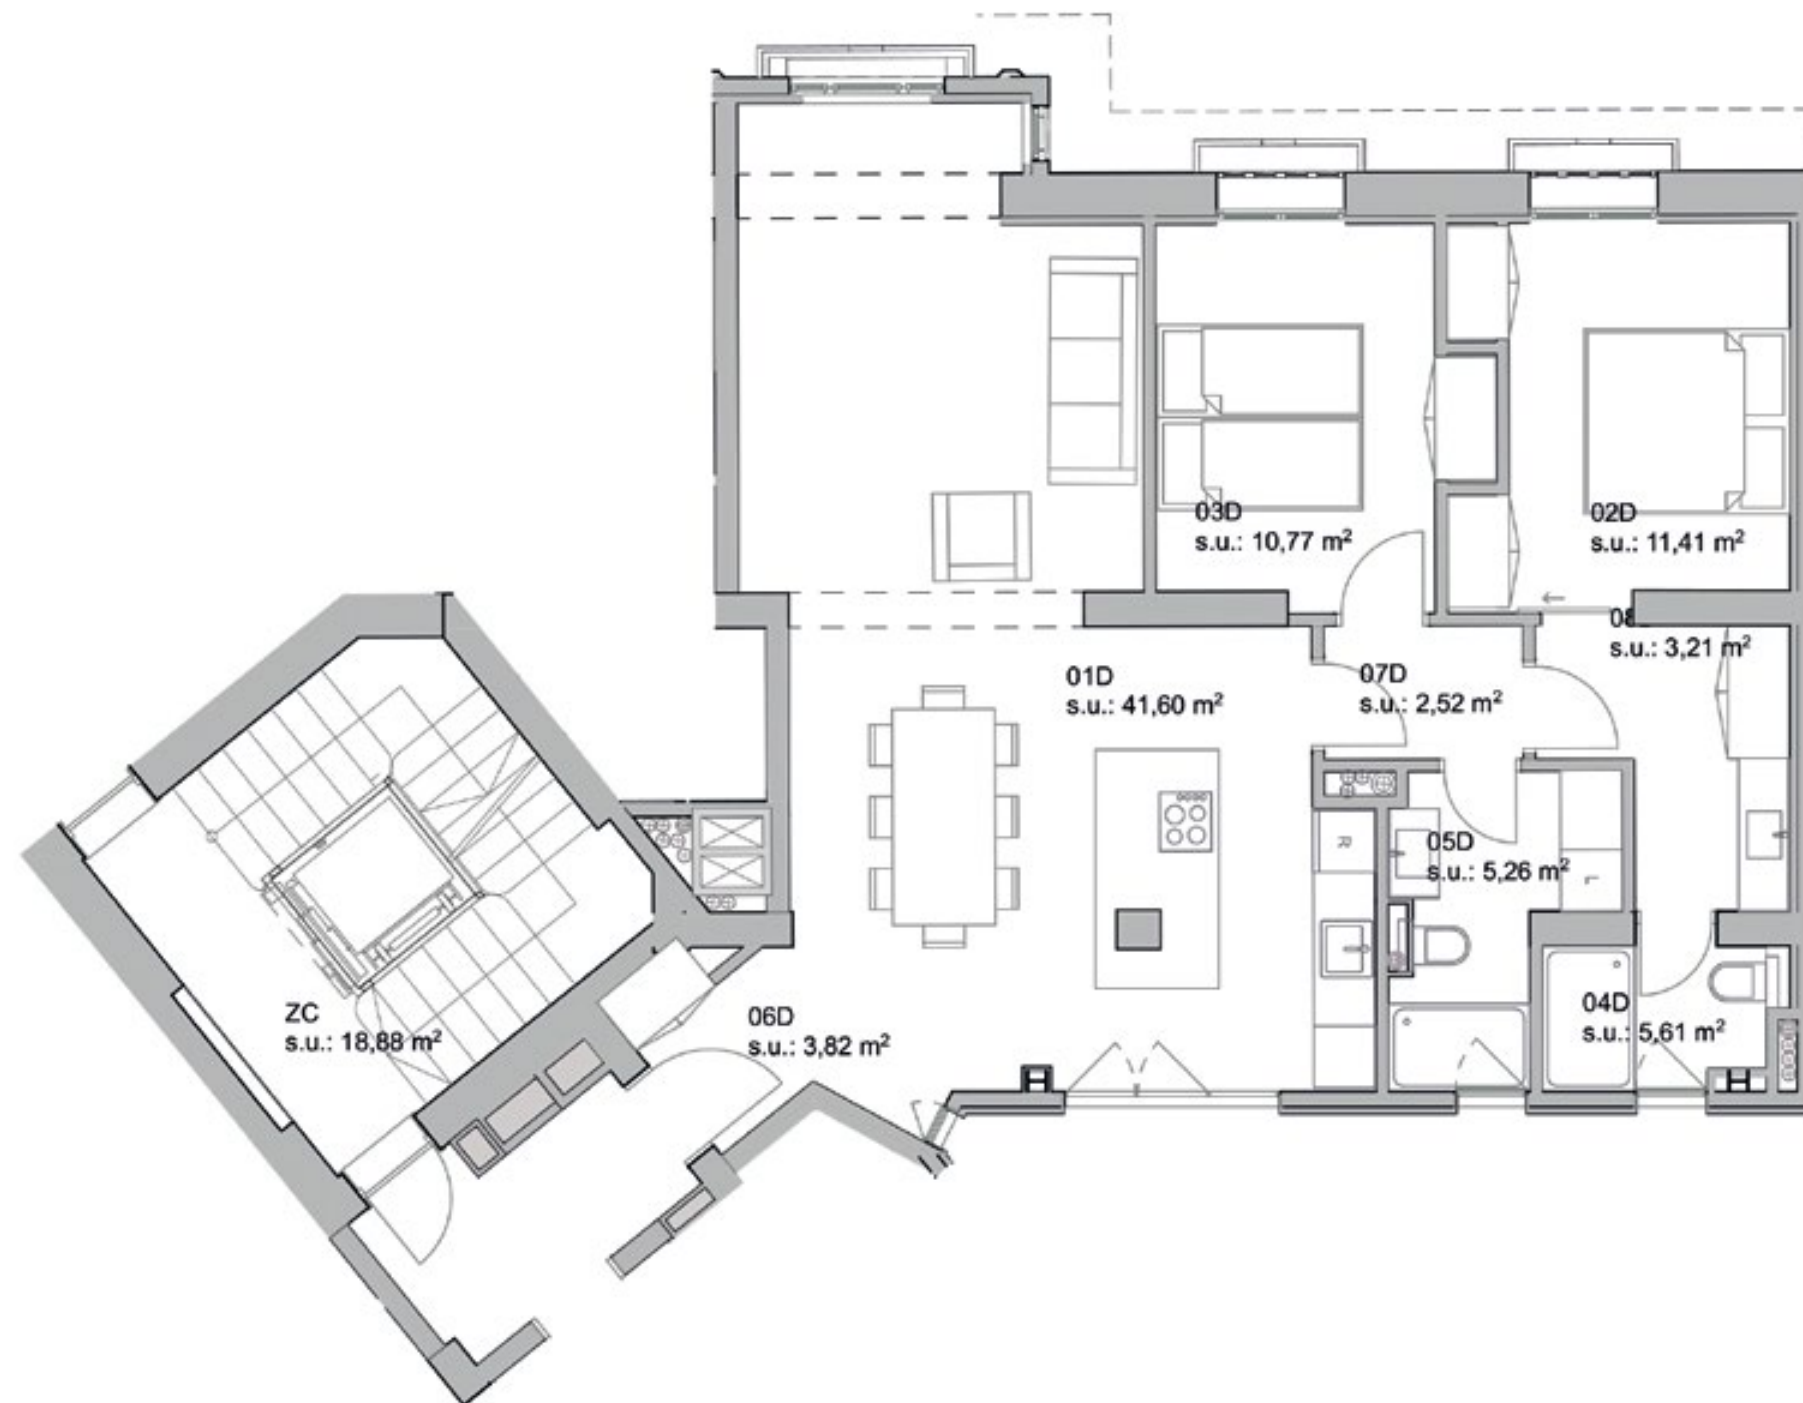 03D
s.u.: 10,77 m²
02D
s.u.: 11,41 m²
08
s.u.: 3,21 m²
01D
s.u.: 41,60 m²
07D
s.u.: 2,52 m²
R
05D
s.u.: 5,26 m²
L
ZC
s.u.: 18,88 m²
06D
s.u.: 3,82 m²
04D
s.u.: 5,61 m²